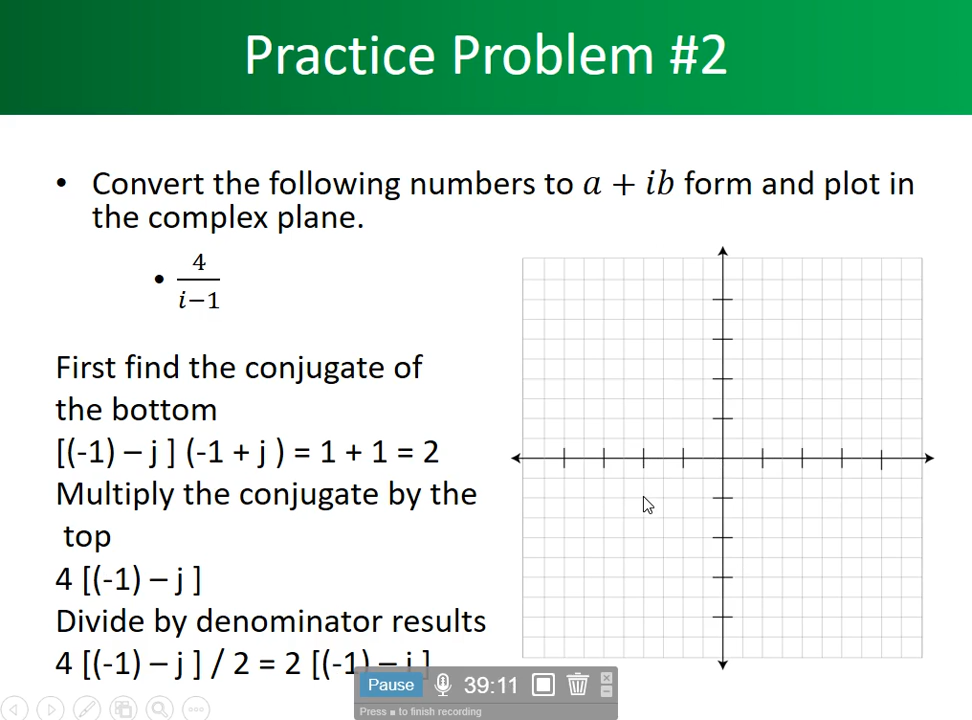 Practice Problem #2
• Convert the following numbers to a + ib form and plot in
the complex plane.
• 4
i−1
First find the conjugate of
the bottom
[(-1) – j ] (-1 + j ) = 1 + 1 = 2
Multiply the conjugate by the
top
4 [(-1) – j ]
Divide by denominator results
4 [(-1) – j ] / 2 = 2 [(-1) – j ]
Pause 39:11
Press ■ to finish recording